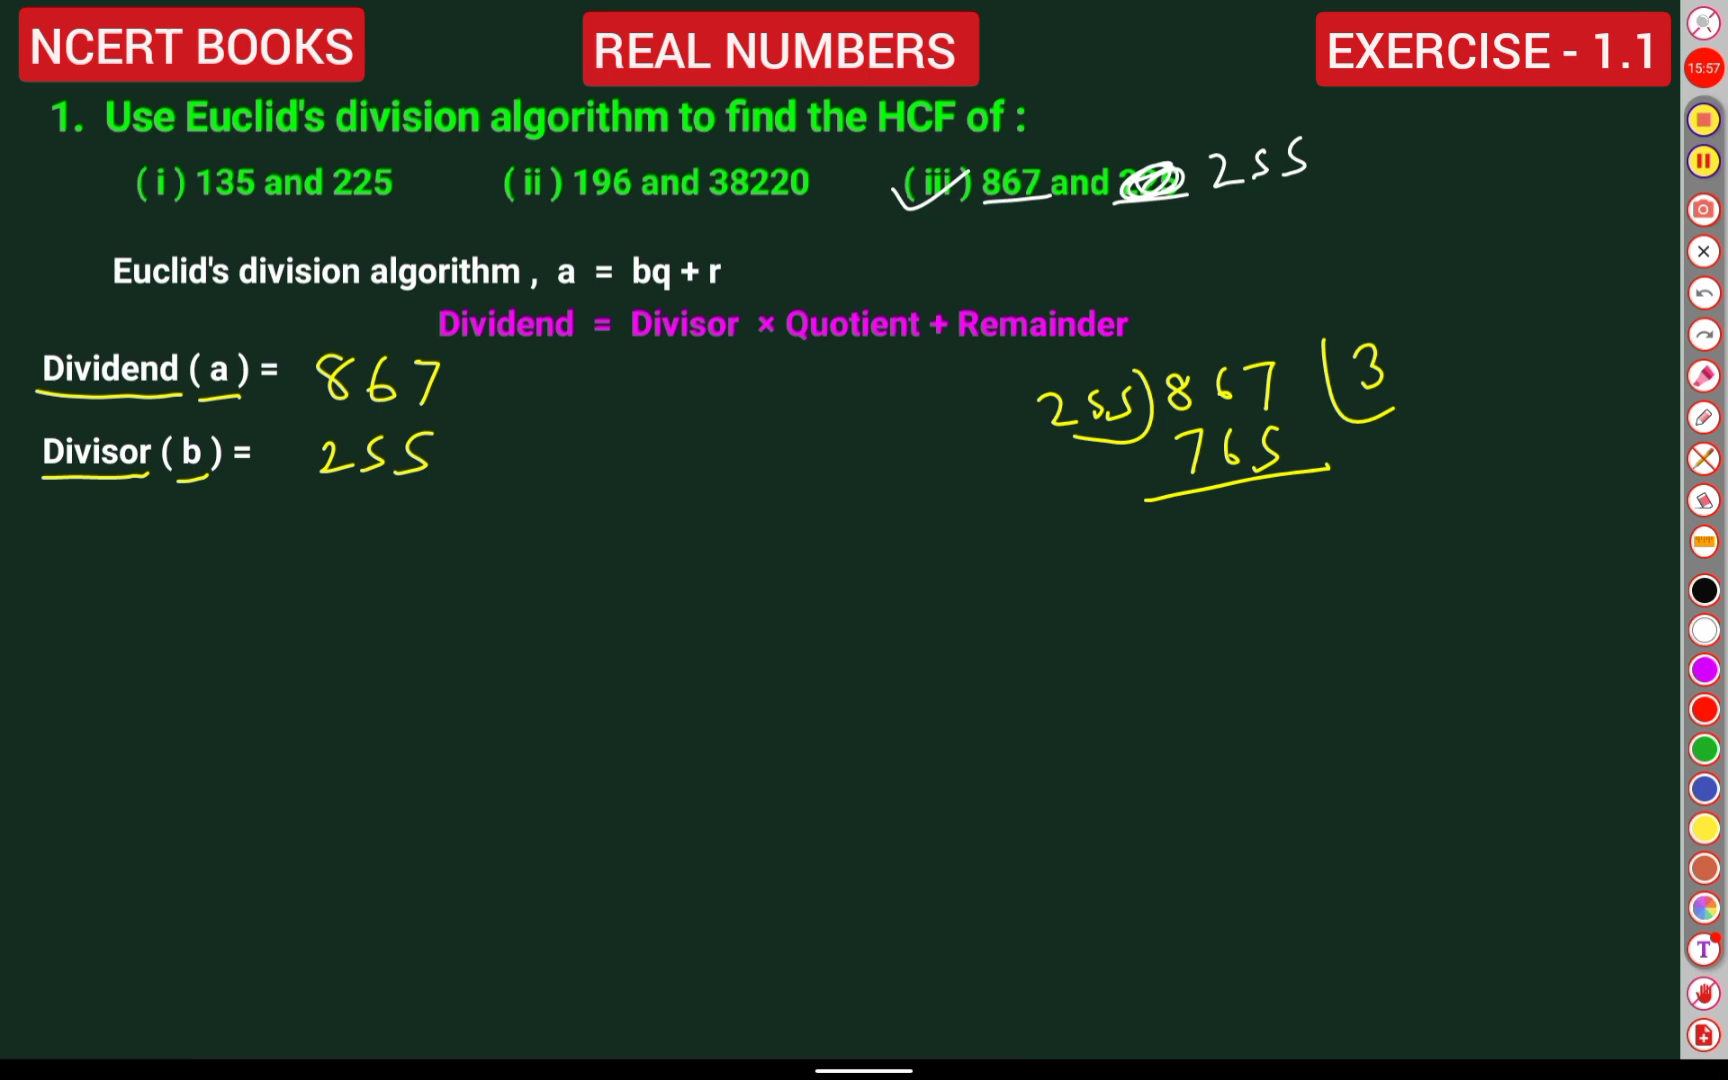 NCERT BOOKS REAL NUMBERS EXERCISE - 1.1
15:57
1. Use Euclid's division algorithm to find the HCF of :
( i ) 135 and 225 ( ii ) 196 and 38220 ( iii ) 867 and 255
Euclid's division algorithm , a = bq + r
Dividend = Divisor × Quotient + Remainder
Dividend ( a ) = 867
255 ) 867 ( 3
Divisor ( b ) = 255
765
T